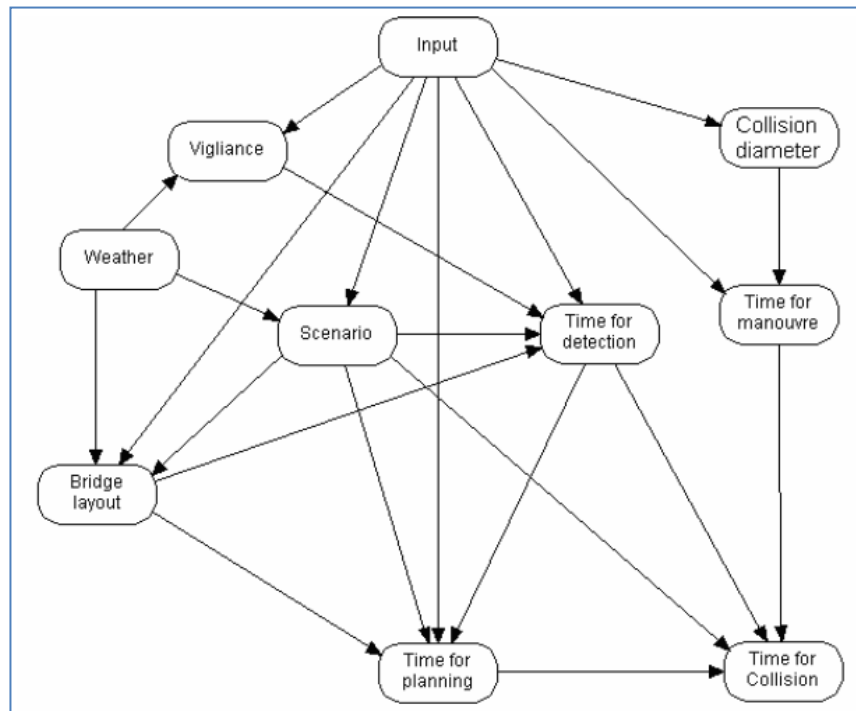 Input
Collision
diameter
Vigliance
Weather
Time for
manouvre
Scenario
Time for
detection
Bridge
layout
Time for
planning
Time for
Collision